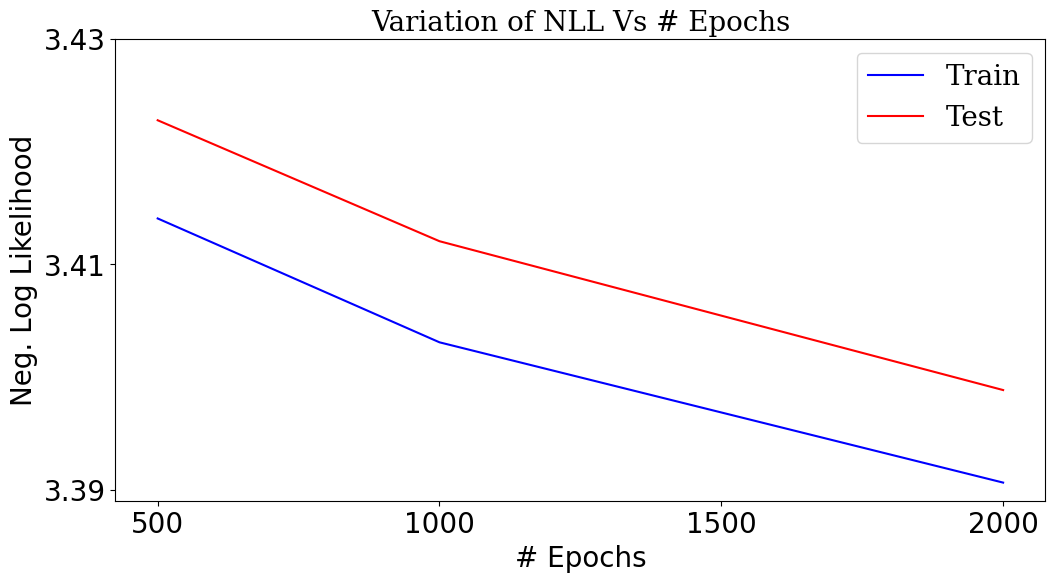 Variation of NLL Vs # Epochs
Neg. Log Likelihood
3.43
3.41
3.39
Train
Test
500 1000 1500 2000
# Epochs